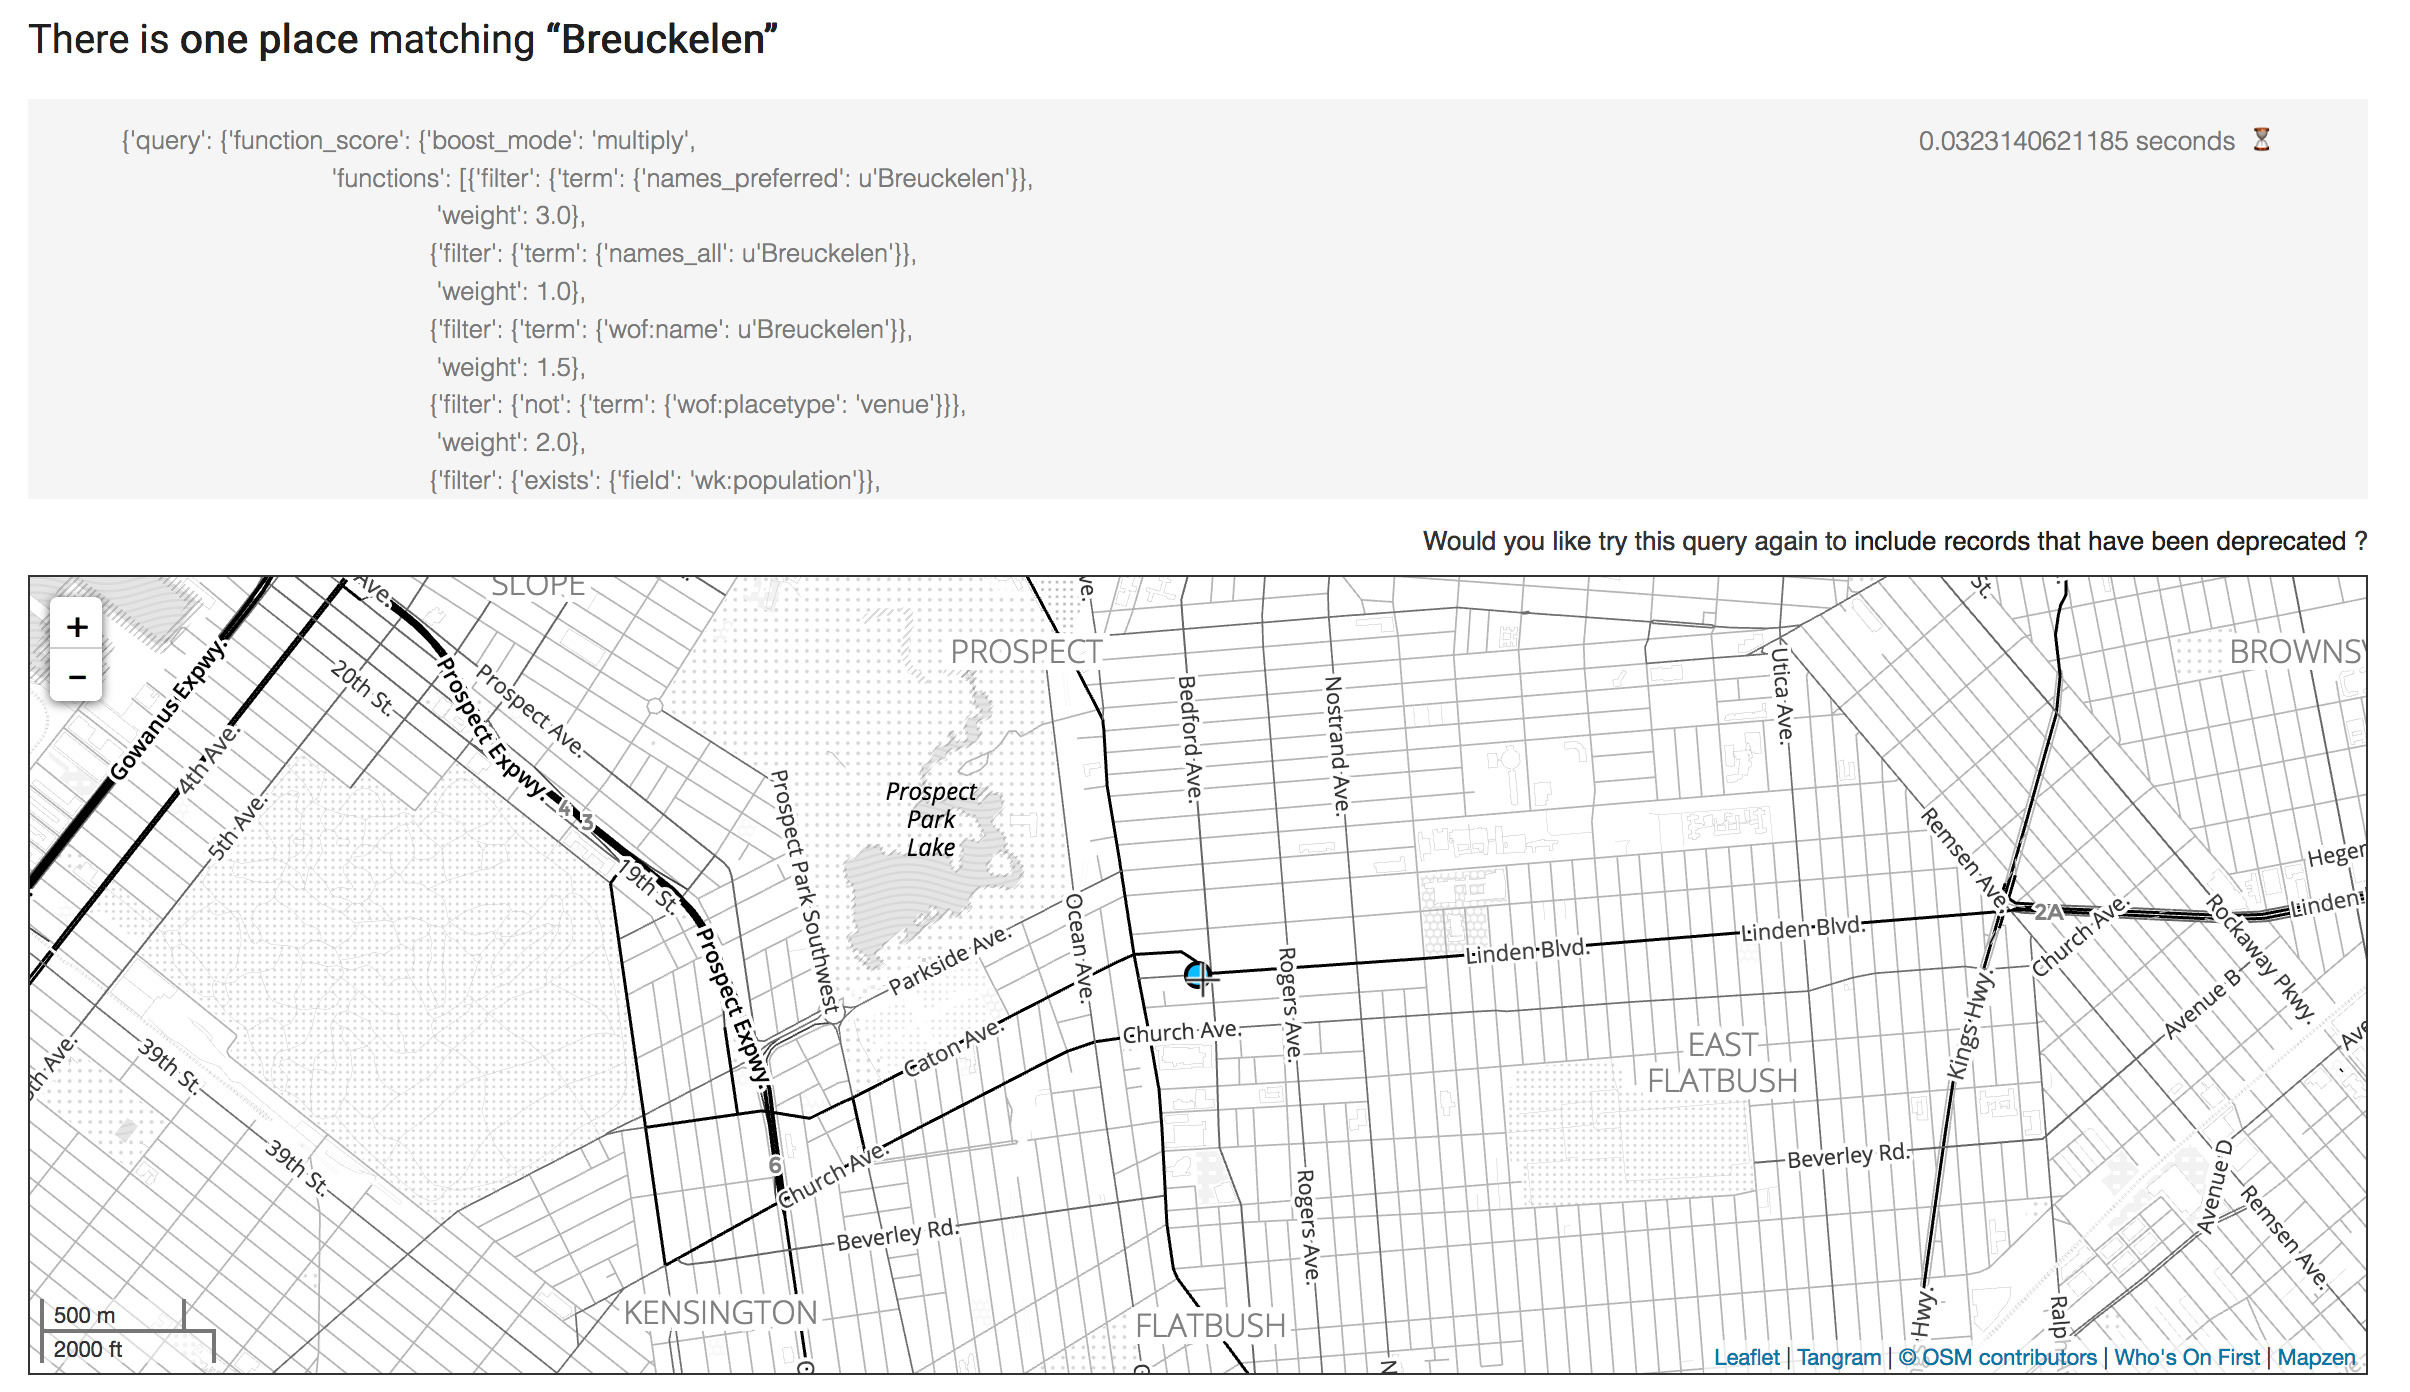 There is one place matching “Breuckelen”
{'query': {'function_score': {'boost_mode': 'multiply',
0.0323140621185 seconds ⏳
'functions': [{'filter': {'term': {'names_preferred': u'Breuckelen'}},
'weight': 3.0},
{'filter': {'term': {'names_all': u'Breuckelen'}},
'weight': 1.0},
{'filter': {'term': {'wof:name': u'Breuckelen'}},
'weight': 1.5},
{'filter': {'not': {'term': {'wof:placetype': 'venue'}}},
'weight': 2.0},
{'filter': {'exists': {'field': 'wk:population'}},
Would you like try this query again to include records that have been deprecated ?
+
−
SLOPE
Ave.
ve.
St.
PROSPECT
BROWNSV
Gowanus Expwy.
4th Ave.
5th Ave.
20th St.
Prospect Expwy.
Prospect Ave.
4
3
19th St.
Prospect Expwy.
Prospect Park Southwest
Prospect
Park
Lake
Bedford Ave.
Nostrand Ave.
Utica Ave.
Remsen Ave.
Heger
Linden
2A
Church Ave.
Rockaway Pkwy.
Linden Blvd.
Linden Blvd.
Ocean Ave.
Parkside Ave.
Rogers Ave.
Caton Ave.
Church Ave.
EAST
FLATBUSH
Kings Hwy.
Avenue B
Ave
th Ave.
39th St.
39th St.
6
Church Ave.
Beverley Rd.
Beverley Rd.
Rogers Ave.
Avenue D
Remsen Ave.
KENSINGTON
FLATBUSH
s Hwy.
Ralp
N
500 m
2000 ft
Leaflet | Tangram | © OSM contributors | Who's On First | Mapzen